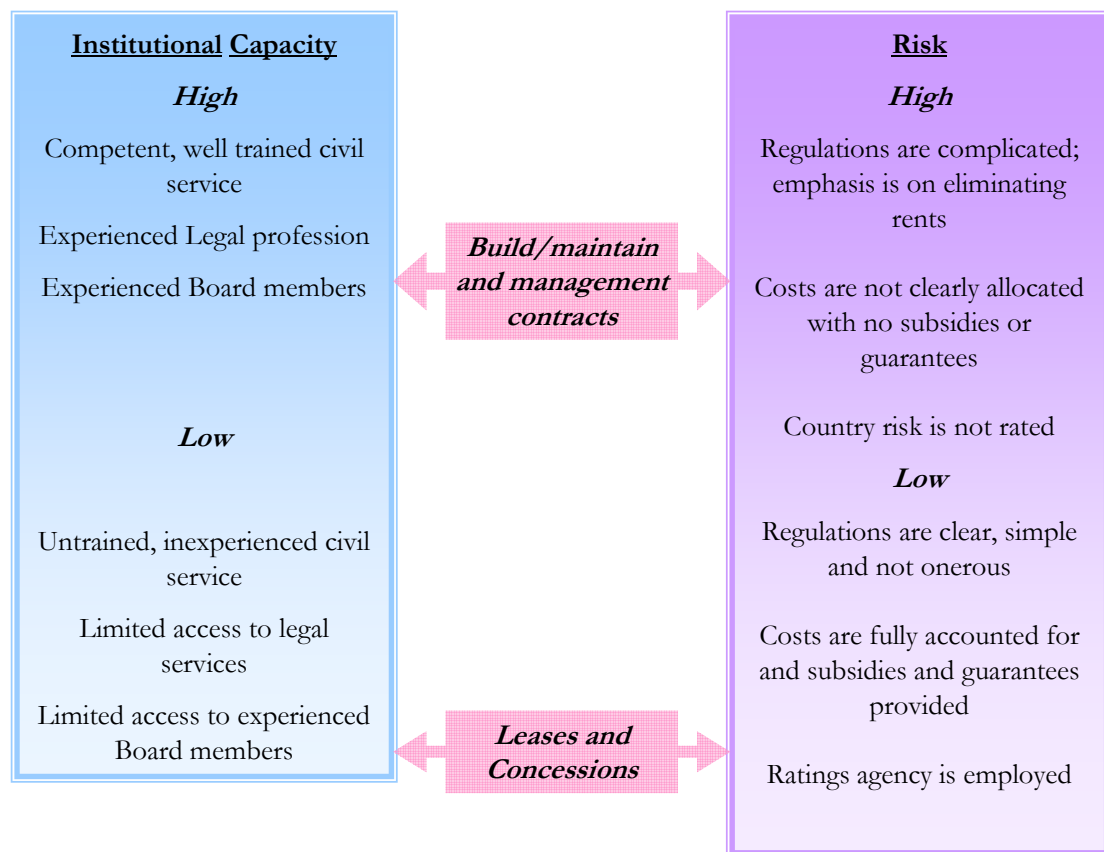 Institutional Capacity
High
Competent, well trained civil
service
Experienced Legal profession
Experienced Board members
Low
Untrained, inexperienced civil
service
Limited access to legal
services
Limited access to experienced
Board members
Build/maintain
and management
contracts
Leases and
Concessions
Risk
High
Regulations are complicated;
emphasis is on eliminating
rents
Costs are not clearly allocated
with no subsidies or
guarantees
Country risk is not rated
Low
Regulations are clear, simple
and not onerous
Costs are fully accounted for
and subsidies and guarantees
provided
Ratings agency is employed